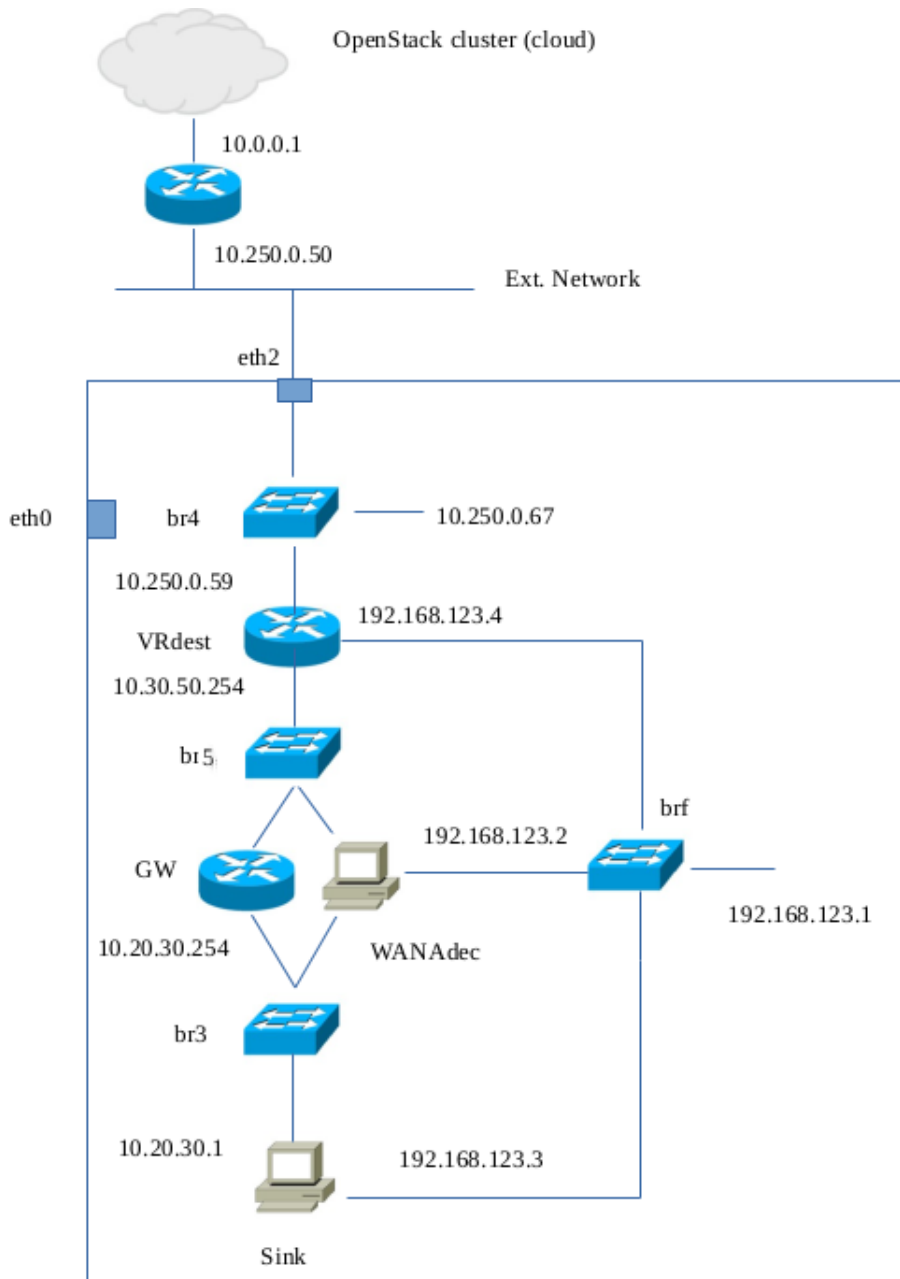 OpenStack cluster (cloud)
10.0.0.1
10.250.0.50
Ext. Network
eth2
eth0
br4
10.250.0.67
10.250.0.59
192.168.123.4
VRdest
10.30.50.254
br5
brf
192.168.123.2
GW
192.168.123.1
10.20.30.254
WANAdec
br3
10.20.30.1
192.168.123.3
Sink